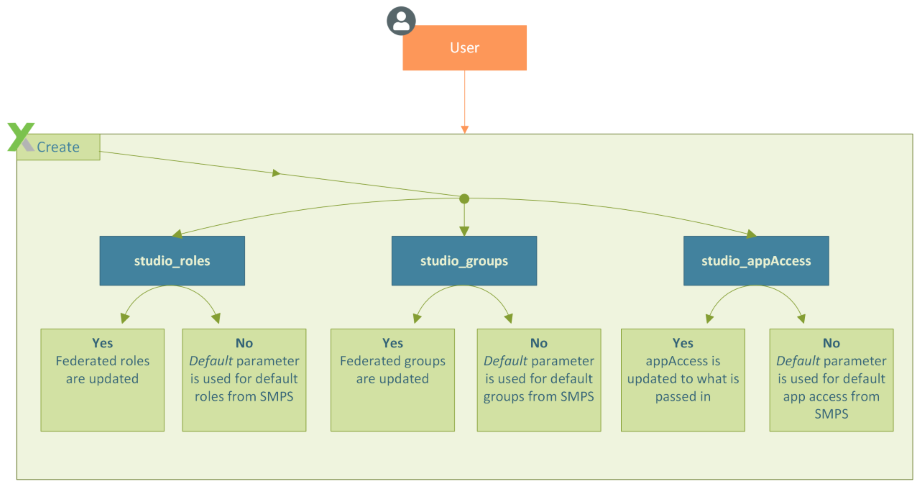 User
Create
studio_roles
studio_groups
studio_appAccess
Yes
Federated roles
are updated
No
Default parameter
is used for default
roles from SMPS
Yes
Federated groups
are updated
No
Default parameter
is used for default
groups from SMPS
Yes
appAccess is
updated to what is
passed in
No
Default parameter
is used for default
app access from
SMPS